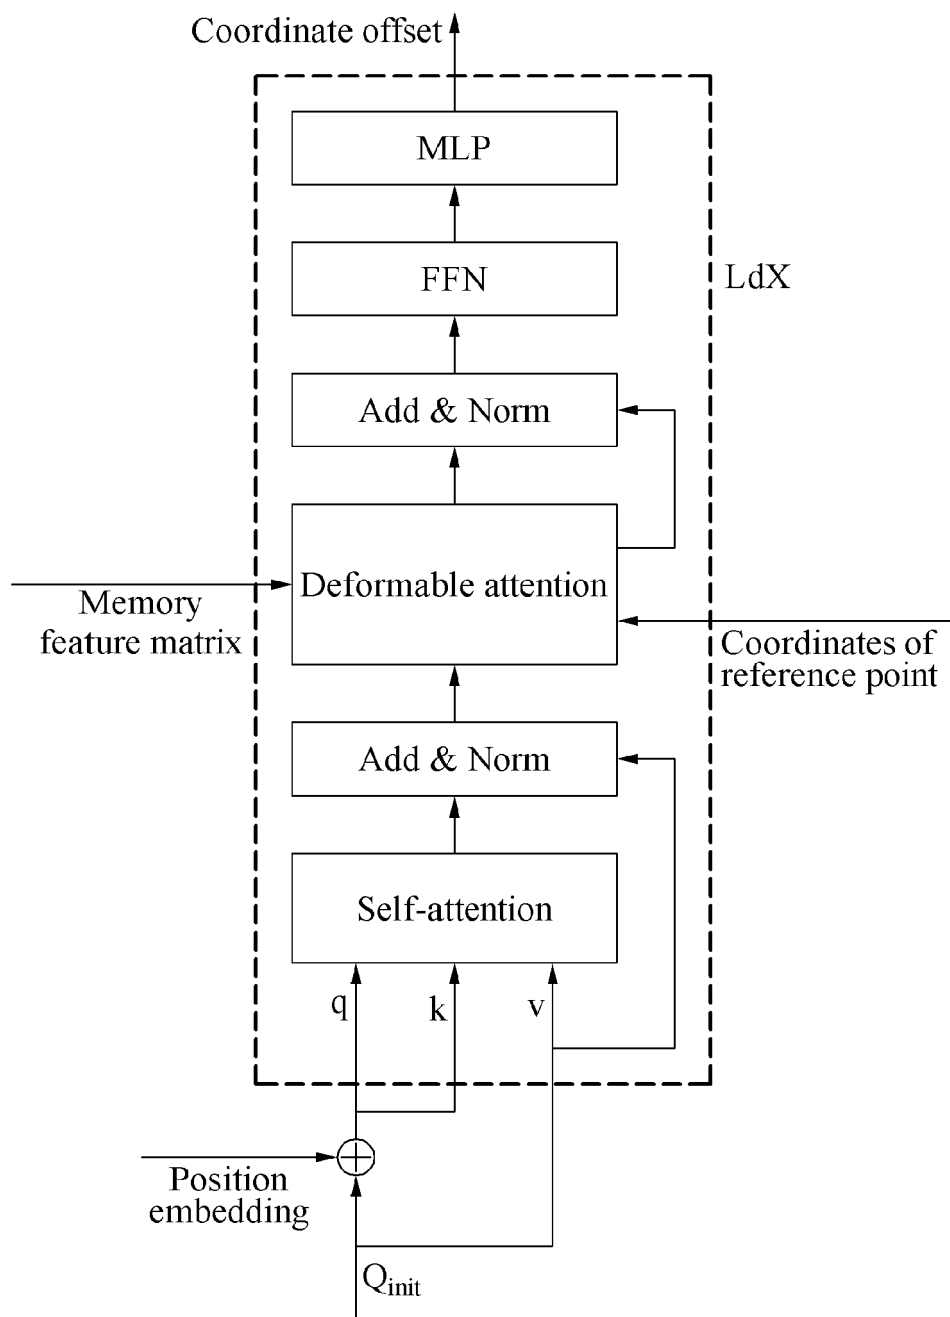 Coordinate offset
MLP
FFN
LdX
Add & Norm
Deformable attention
Memory
feature matrix
Coordinates of
reference point
Add & Norm
Self-attention
q
k
v
Position
embedding
Qinit